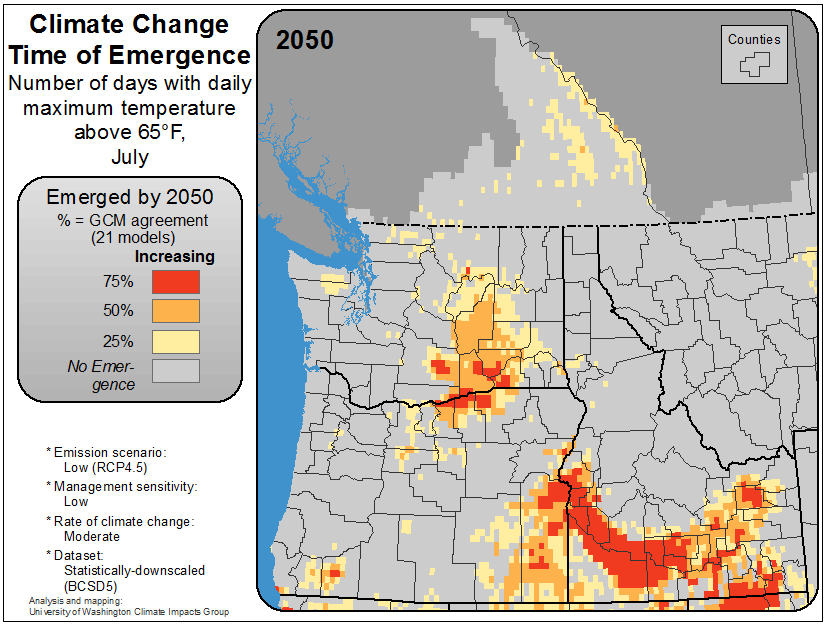 Climate Change
Time of Emergence
Number of days with daily
maximum temperature
above 65°F,
July
Emerged by 2050
% = GCM agreement
(21 models)
Increasing
75%
50%
25%
No Emer-
gence
* Emission scenario:
Low (RCP4.5)
* Management sensitivity:
Low
* Rate of climate change:
Moderate
* Dataset:
Statistically-downscaled
(BCSD5)
Analysis and mapping:
University of Washington Climate Impacts Group
2050
Counties